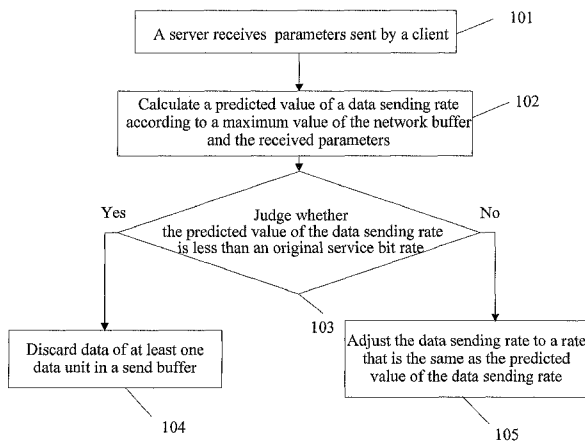 A server receives parameters sent by a client
101
Calculate a predicted value of a data sending rate
according to a maximum value of the network buffer
and the received parameters
102
Yes
No
Judge whether
the predicted value of the data sending rate
is less than an original service bit rate
103
Discard data of at least one
data unit in a send buffer
104
Adjust the data sending rate to a rate
that is the same as the predicted
value of the data sending rate
105